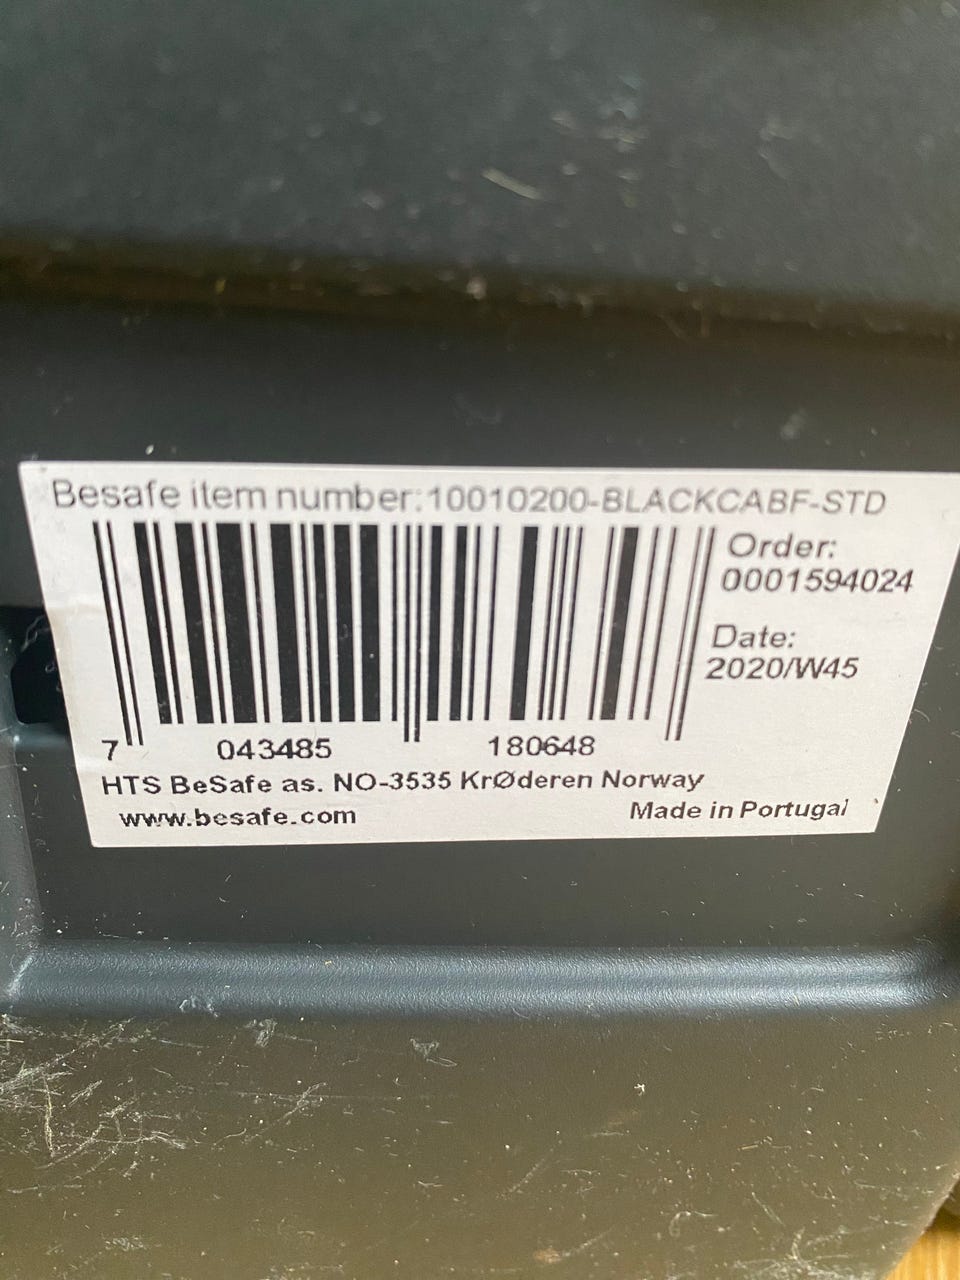 Besafe item number:10010200-BLACKCABF-STD
Order:
0001594024
Date:
2020/W45
7 043485 180648
HTS BeSafe as. NO-3535 KrØderen Norway
www.besafe.com Made in Portugal